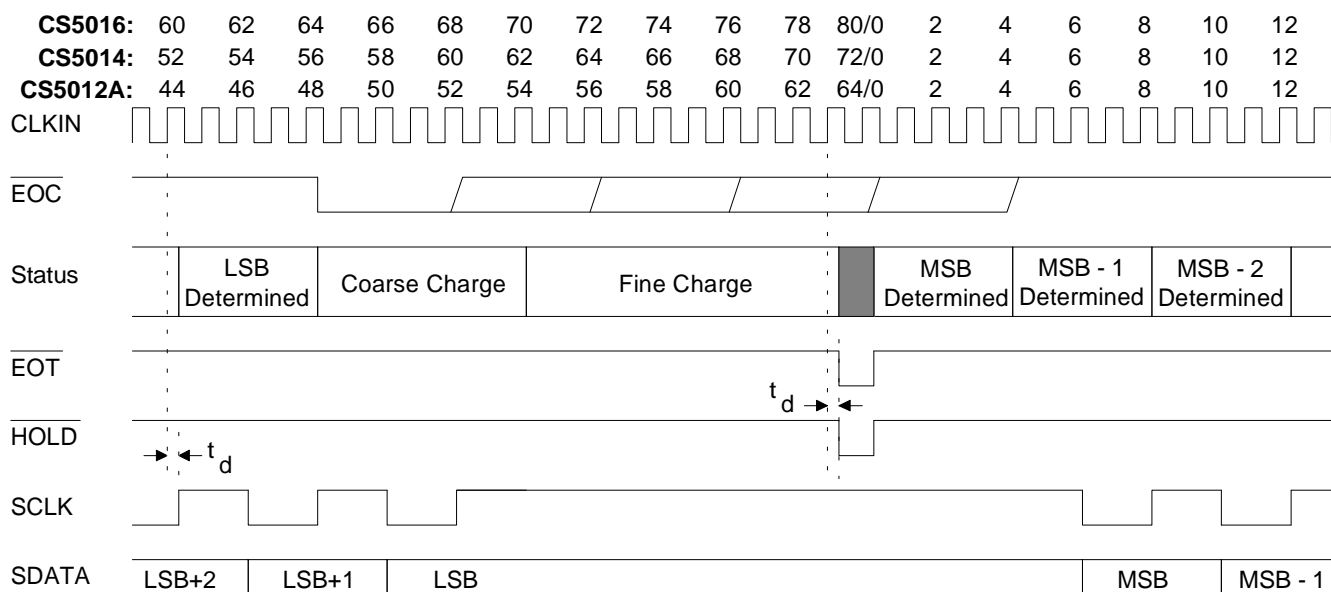 CS5016: 60 62 64 66 68 70 72 74 76 78 80/0 2 4 6 8 10 12
CS5014: 52 54 56 58 60 62 64 66 68 70 72/0 2 4 6 8 10 12
CS5012A: 44 46 48 50 52 54 56 58 60 62 64/0 2 4 6 8 10 12
CLKIN
EOC
Status
LSB
Determined
Coarse Charge
Fine Charge
MSB
Determined
MSB - 1
Determined
MSB - 2
Determined
EOT
t d
HOLD
t d
SCLK
SDATA
LSB+2
LSB+1
LSB
MSB
MSB - 1